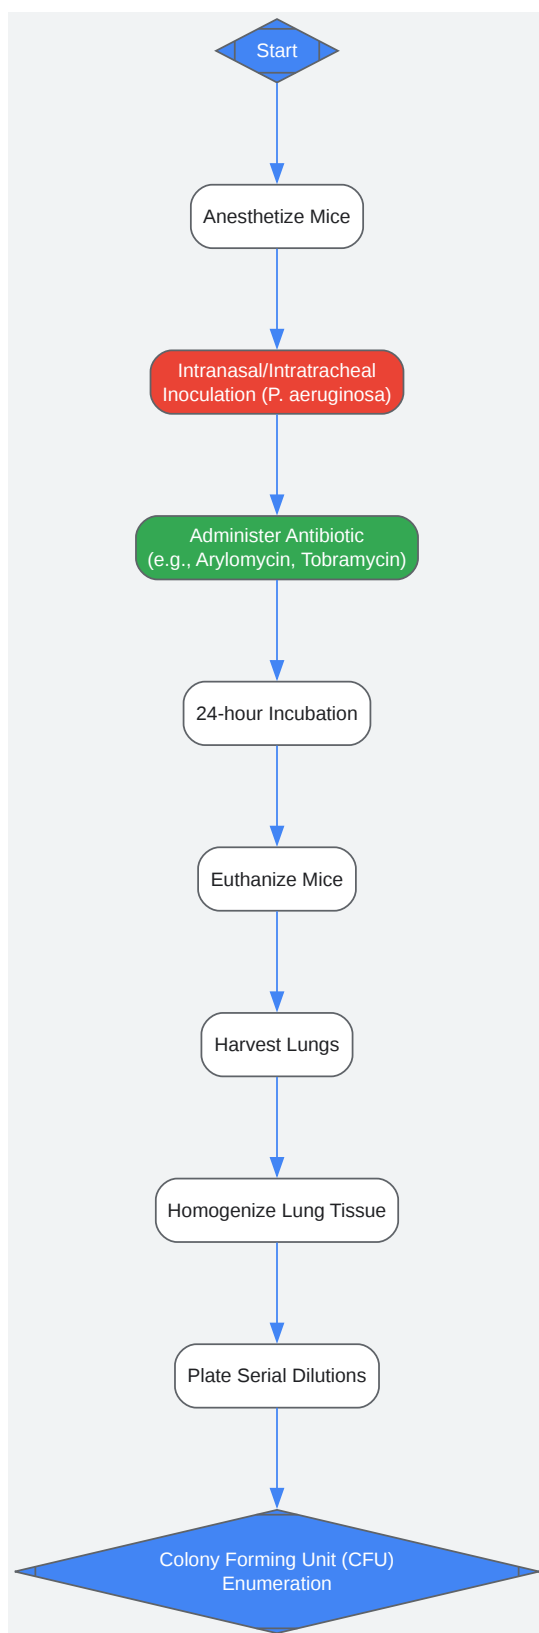 Start
Anesthetize Mice
Intranasal/Intratracheal
Inoculation (P. aeruginosa)
Administer Antibiotic
(e.g., Arylomycin, Tobramycin)
24-hour Incubation
Euthanize Mice
Harvest Lungs
Homogenize Lung Tissue
Plate Serial Dilutions
Colony Forming Unit (CFU)
Enumeration